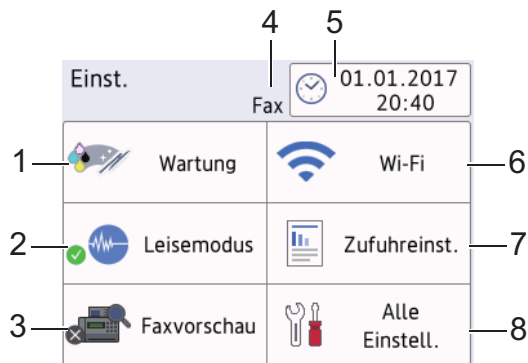 4 5
Einst.
Fax
01.01.2017
20:40
1 Wartung
Wi-Fi 6
2 Leisemodus
Zufuhreinst. 7
3 Faxvorschau
Alle
Einstell. 8